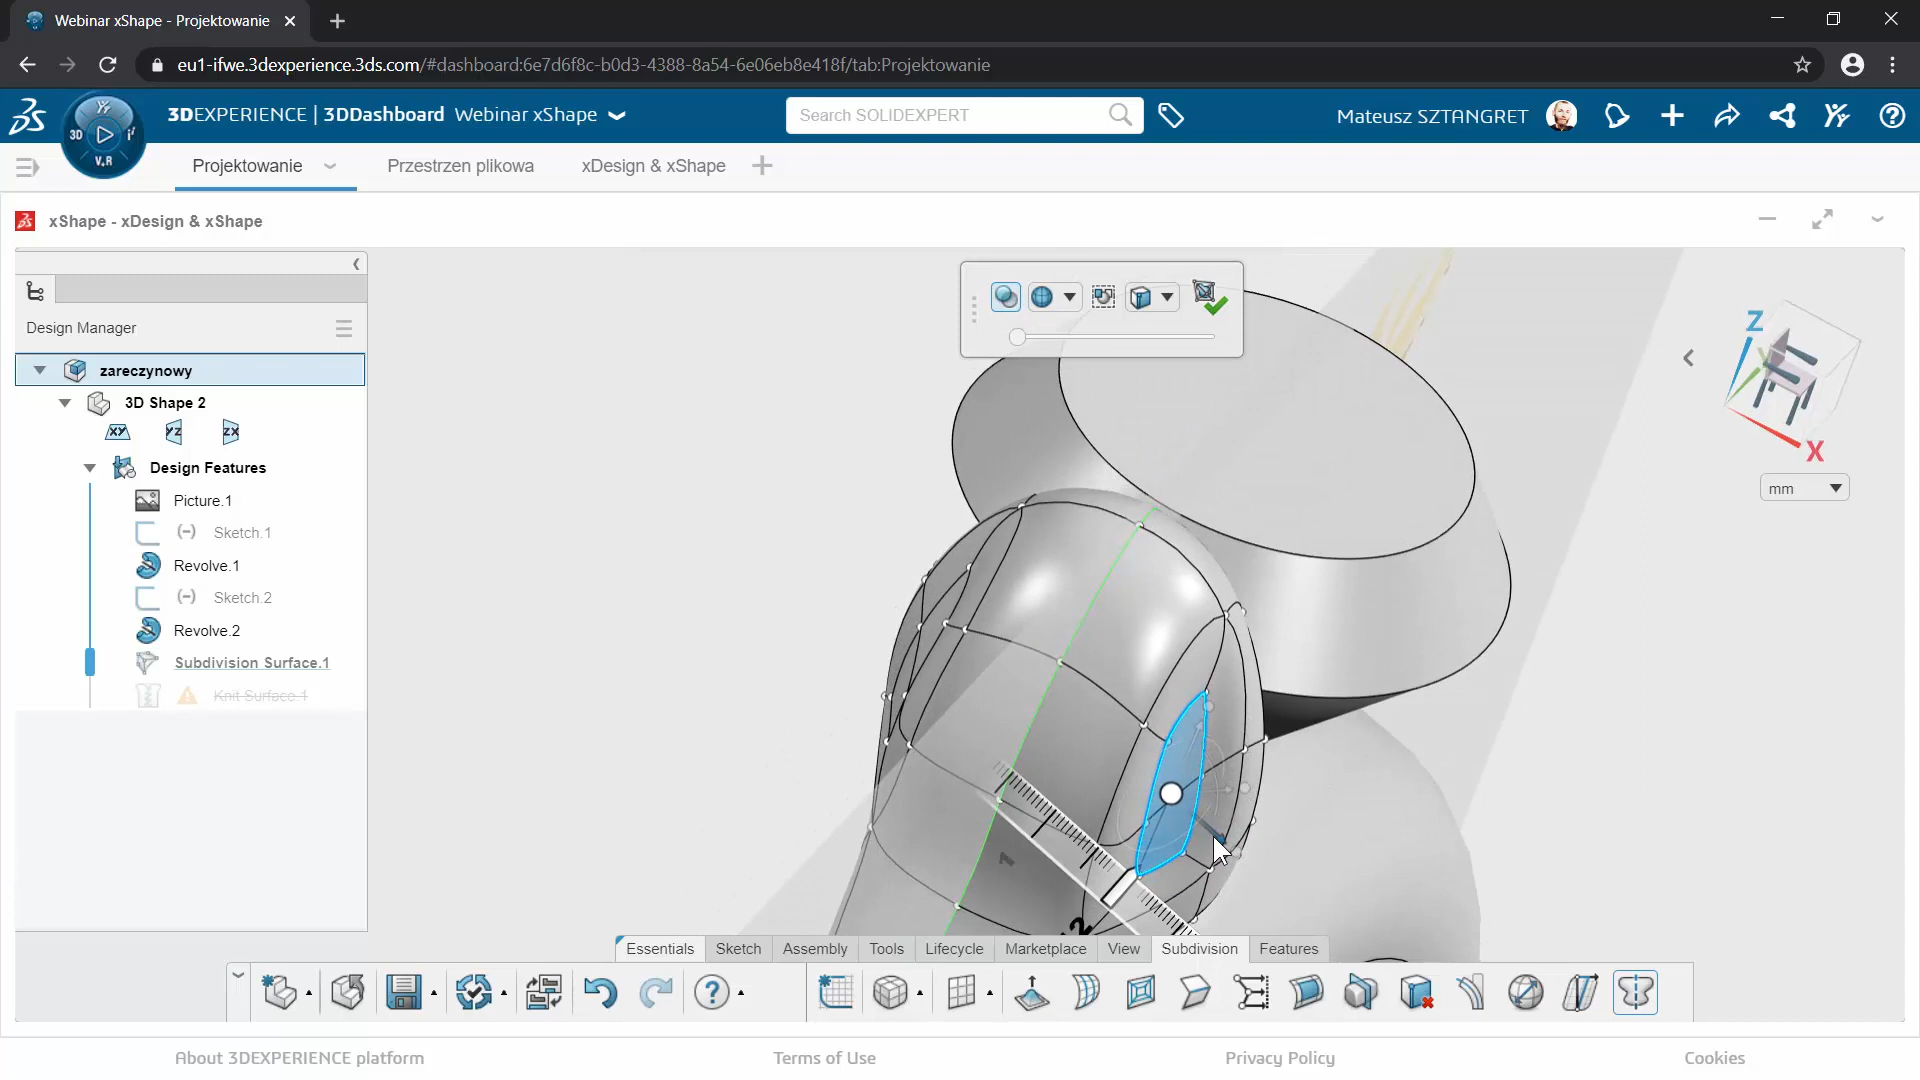 Webinar xShape - Projektowanie
eu1-ifwe.3dexperience.3ds.com/#dashboard:6e7d6f8c-b0d3-4388-8a54-6e06eb8e418f/tab:Projektowanie
3D
V.R
3DEXPERIENCE | 3DDashboard Webinar xShape
Search SOLIDEXPERT
Mateusz SZTANGRET
Projektowanie
Przestrzen plikowa
xDesign & xShape
xShape - xDesign & xShape
Design Manager
zareczynowy
3D Shape 2
XY YZ ZX
Design Features
Picture.1
(-) Sketch.1
Revolve.1
(-) Sketch.2
Revolve.2
Subdivision Surface.1
Knit Surface.1
Z
X
mm
1
2
Essentials
Sketch
Assembly
Tools
Lifecycle
Marketplace
View
Subdivision
Features
About 3DEXPERIENCE platform
Terms of Use
Privacy Policy
Cookies